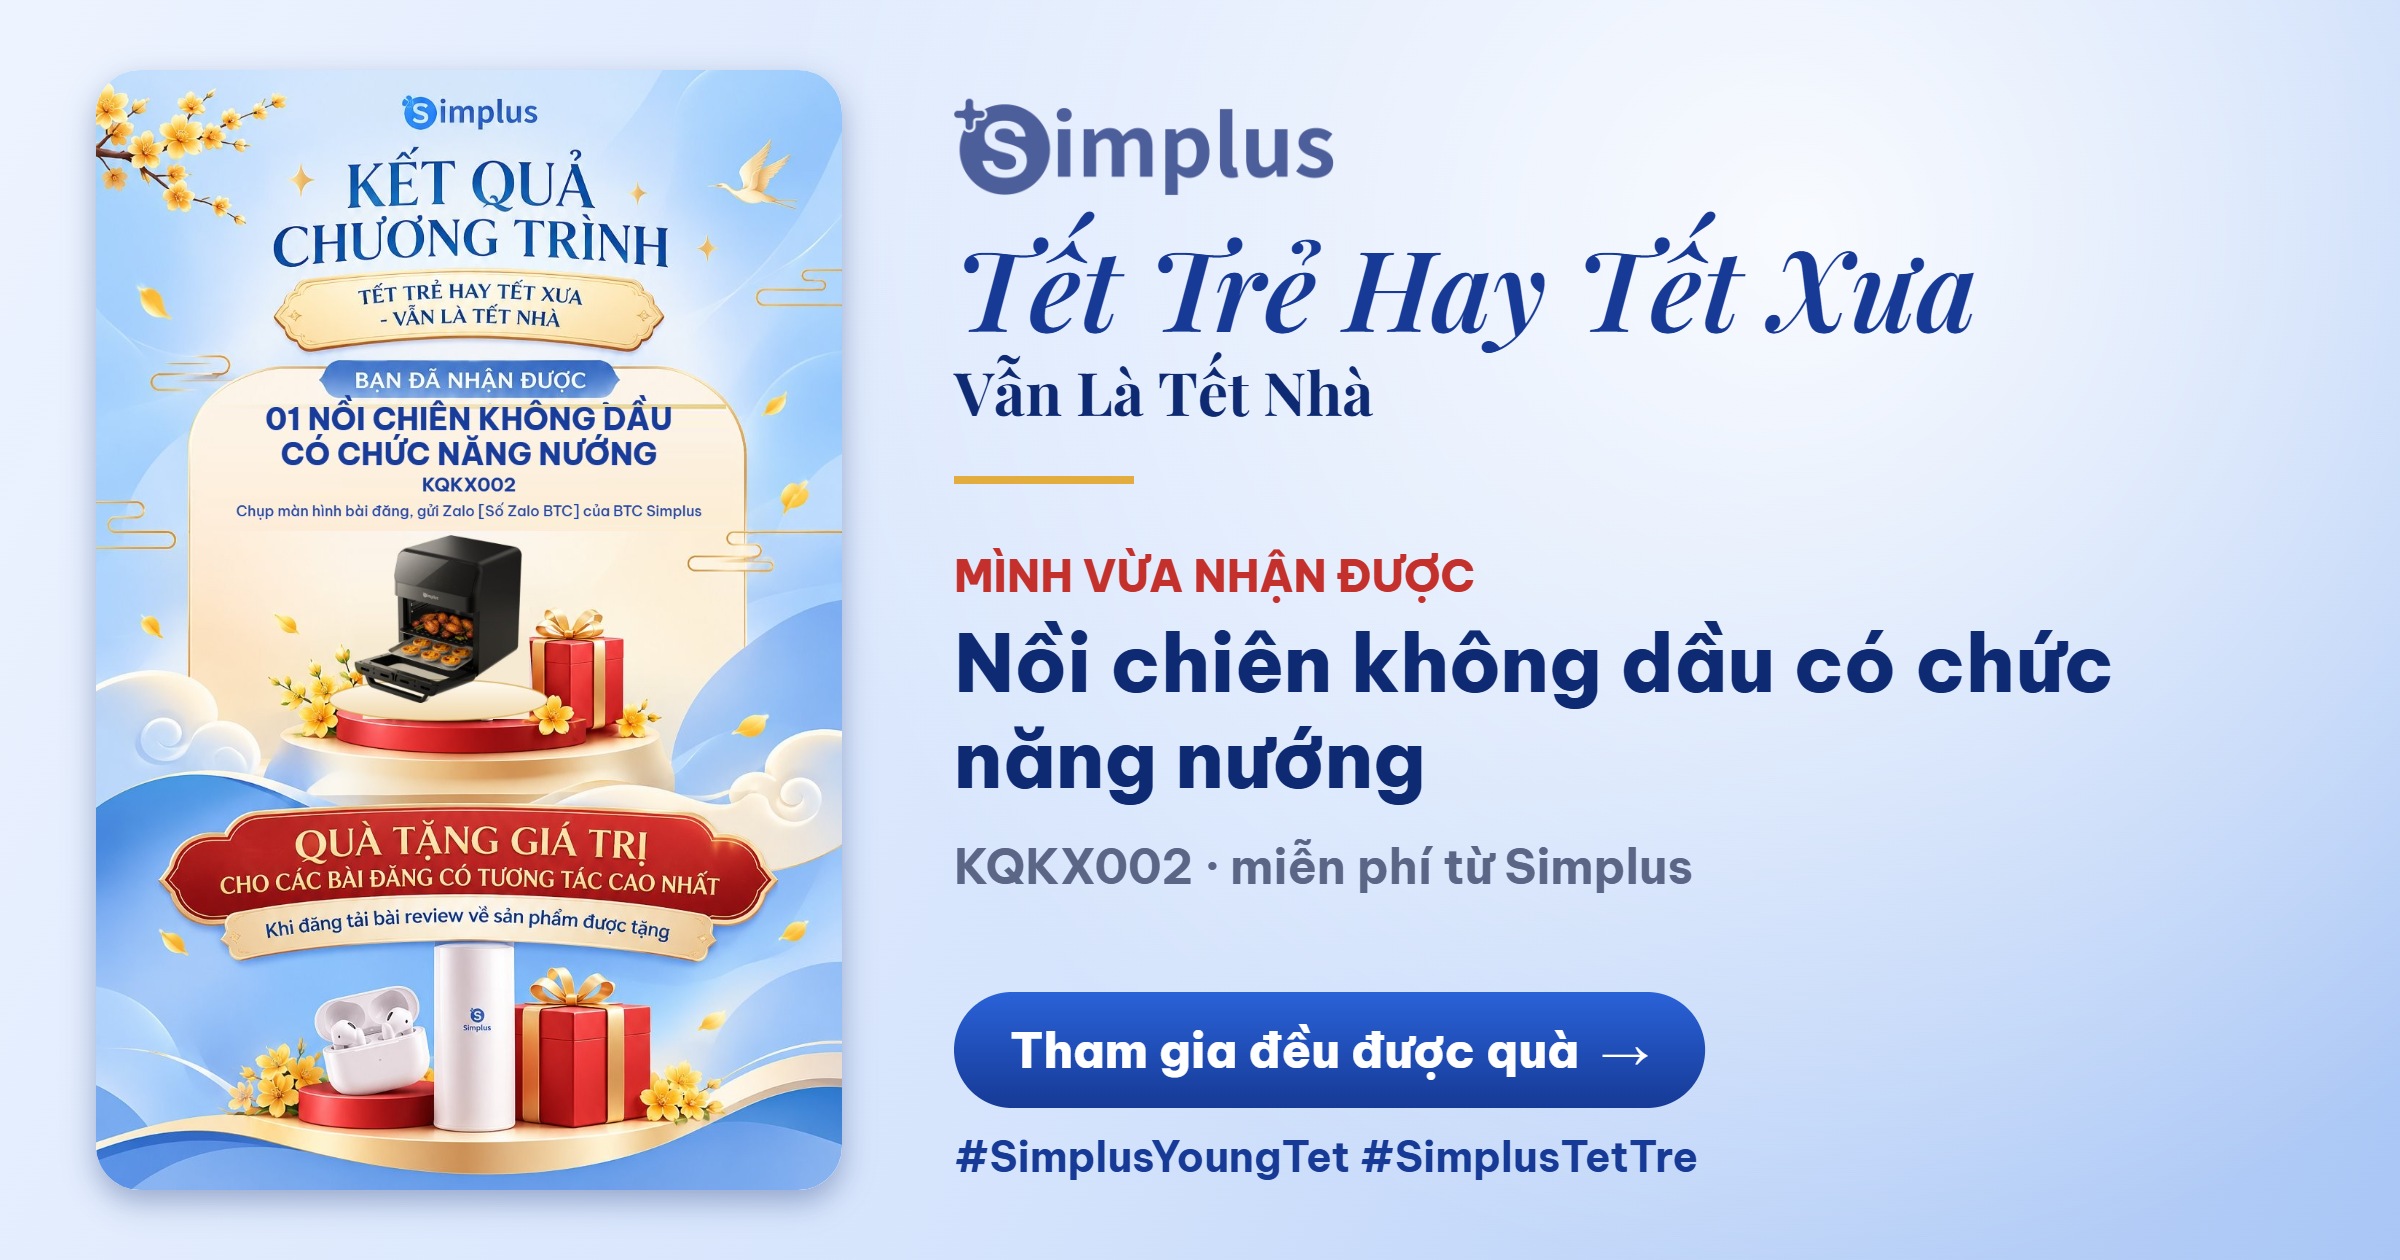 Simplus
KẾT QUẢ
CHƯƠNG TRÌNH
TẾT TRẺ HAY TẾT XƯA
- VẪN LÀ TẾT NHÀ
BẠN ĐÃ NHẬN ĐƯỢC
01 NỒI CHIÊN KHÔNG DẦU
CÓ CHỨC NĂNG NƯỚNG
KQKX002
Chụp màn hình bài đăng, gửi Zalo [Số Zalo BTC] của BTC Simplus
QUÀ TẶNG GIÁ TRỊ
CHO CÁC BÀI ĐĂNG CÓ TƯƠNG TÁC CAO NHẤT
Khi đăng tải bài review về sản phẩm được tặng
Simplus
Simplus
Tết Trẻ Hay Tết Xưa
Vẫn Là Tết Nhà
MÌNH VỪA NHẬN ĐƯỢC
Nồi chiên không dầu có chức
năng nướng
KQKX002 · miễn phí từ Simplus
Tham gia đều được quà →
#SimplusYoungTet #SimplusTetTre